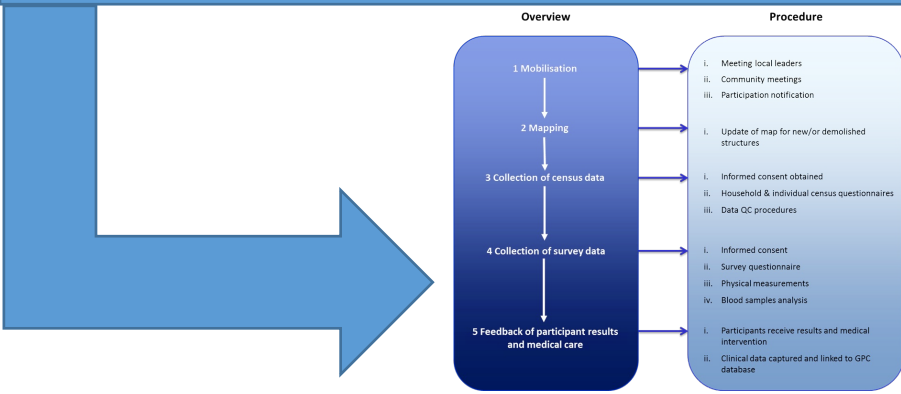 Overview
Procedure
1 Mobilisation
i. Meeting local leaders
ii. Community meetings
iii. Participation notification
2 Mapping
i. Update of map for new/or demolished
structures
3 Collection of census data
i. Informed consent obtained
ii. Household & individual census questionnaires
iii. Data QC procedures
4 Collection of survey data
i. Informed consent
ii. Survey questionnaire
iii. Physical measurements
iv. Blood samples analysis
5 Feedback of participant results
and medical care
i. Participants receive results and medical
intervention
ii. Clinical data captured and linked to GPC
database